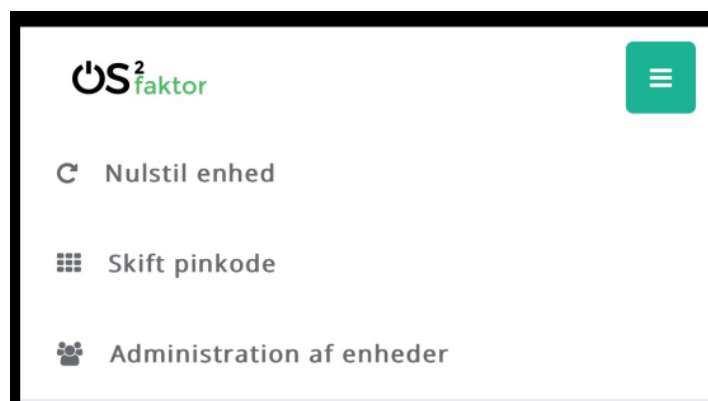 OS2faktor
Nulstil enhed
Skift pinkode
Administration af enheder